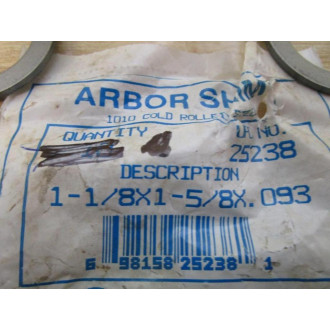 ARBOR SHIM
1010 COLD ROLLED
QUANTITY NO.
4 25238
DESCRIPTION
1-1/8X1-5/8X.093
6 98158 25238 1